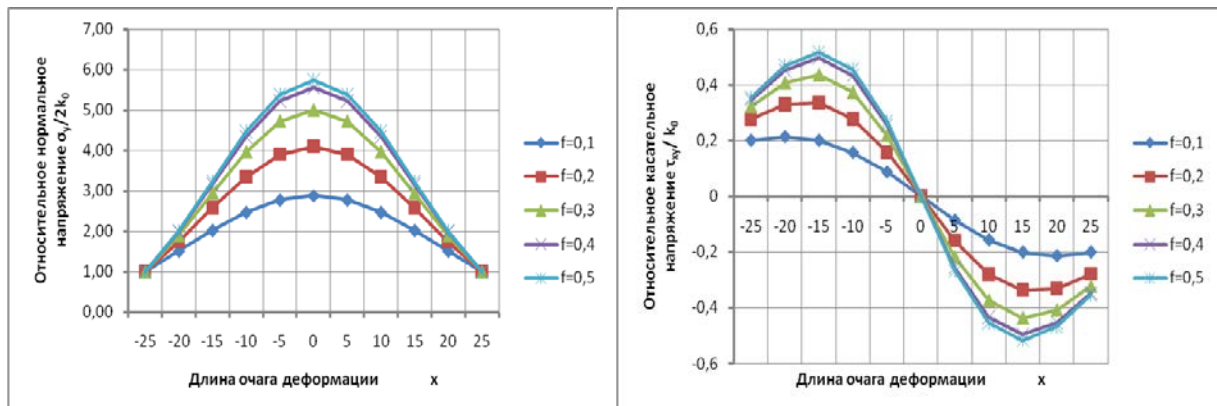 Относительное нормальное
напряжение σy/2k0
7,00
6,00
5,00
4,00
3,00
2,00
1,00
0,00
-25 -20 -15 -10 -5 0 5 10 15 20 25
Длина очага деформации x
f=0,1
f=0,2
f=0,3
f=0,4
f=0,5
Относительное касательное
напряжение τxy/ k0
0,6
0,4
0,2
0
-0,2
-0,4
-0,6
-25 -20 -15 -10 -5 0 5 10 15 20 25
Длина очага деформации x
f=0,1
f=0,2
f=0,3
f=0,4
f=0,5